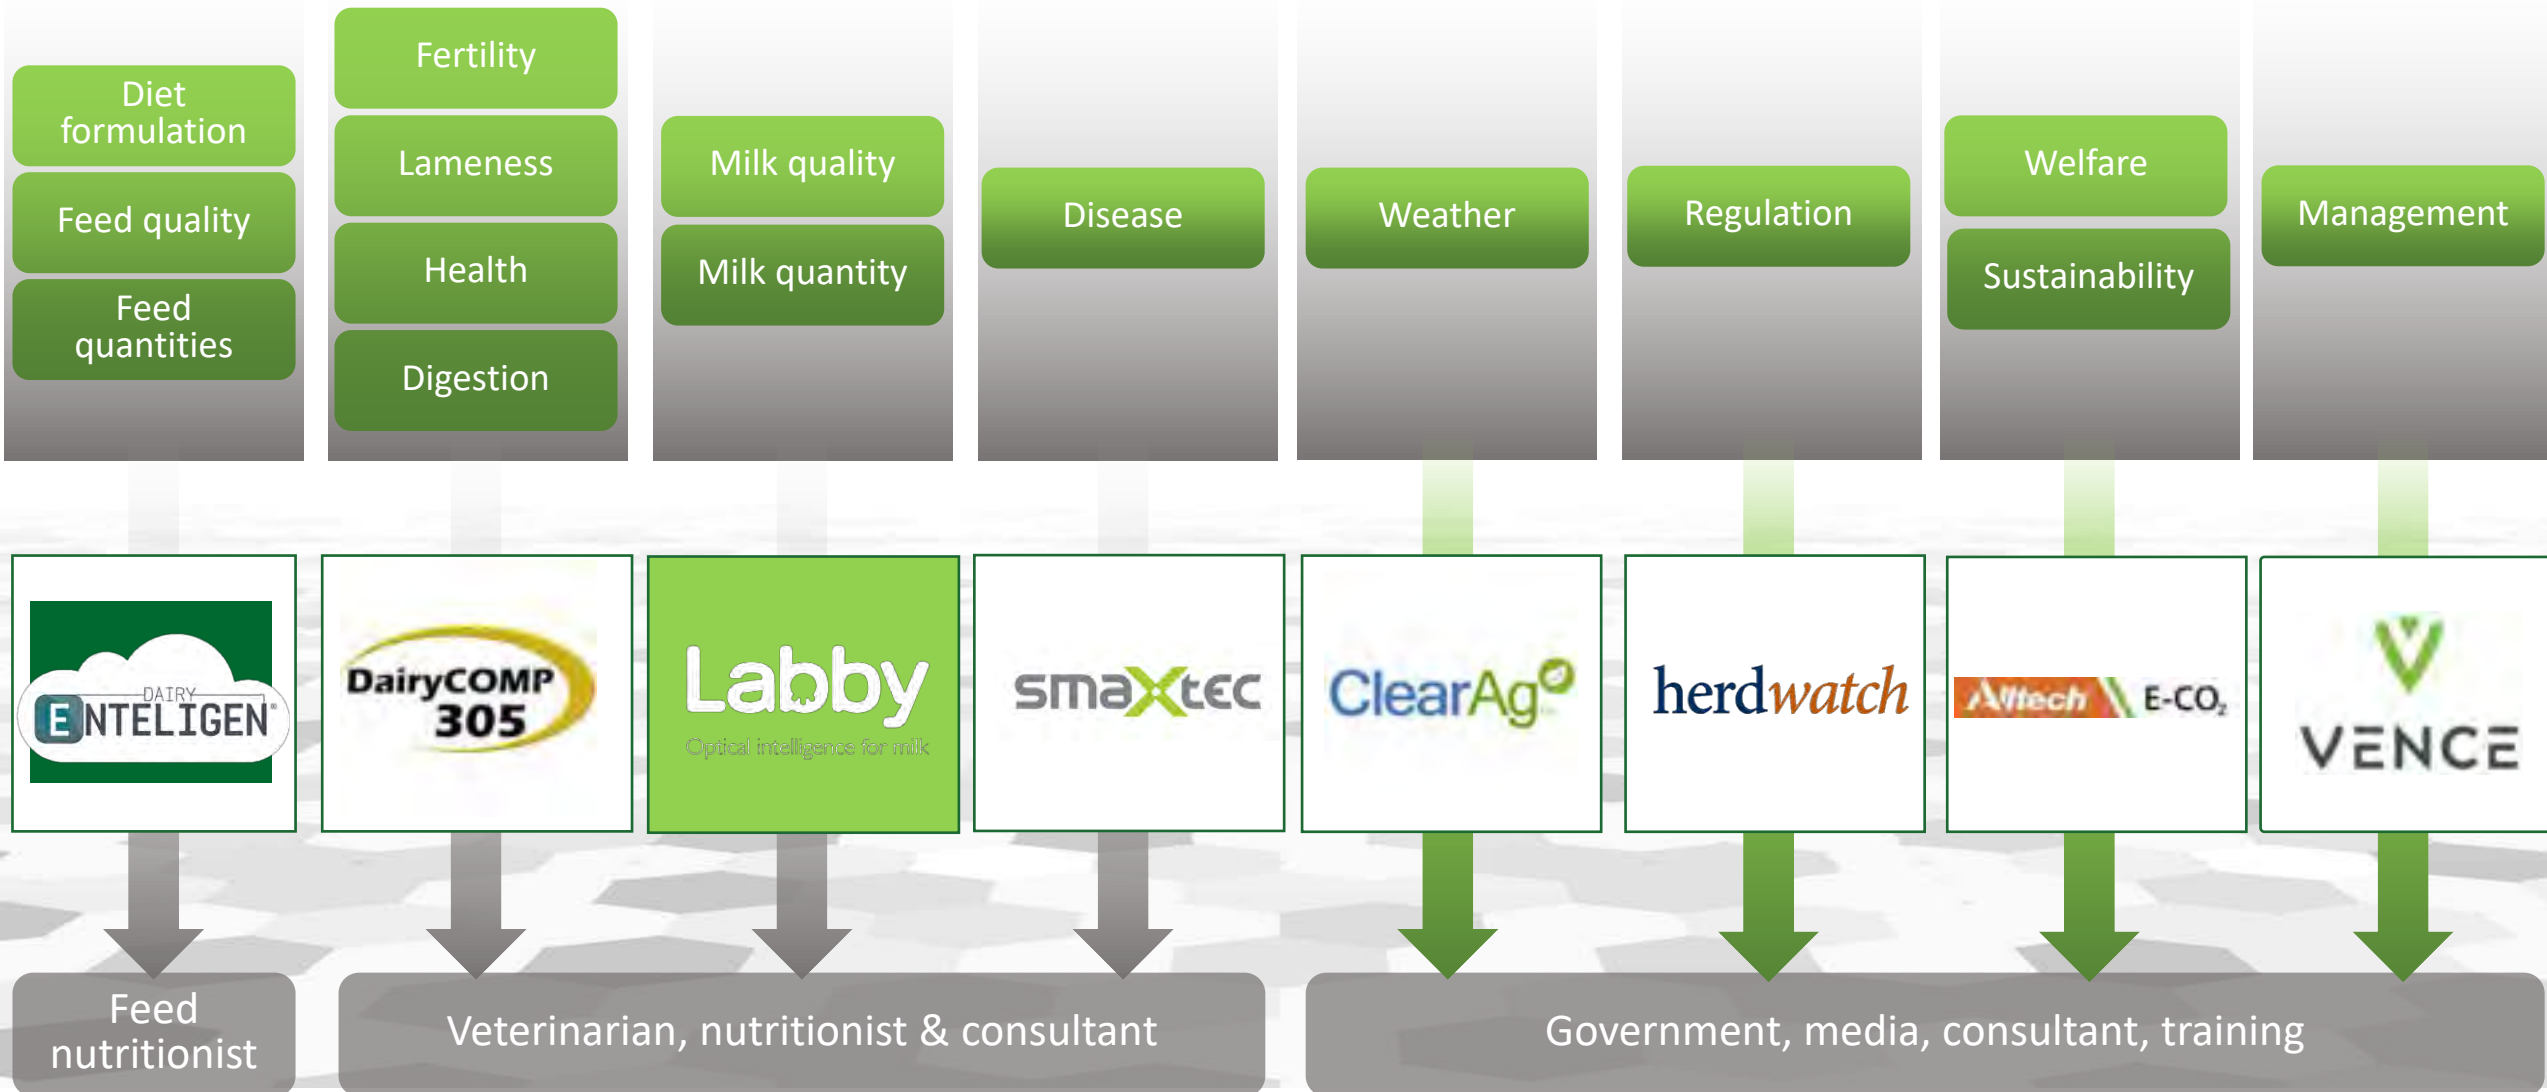 Diet
formulation
Feed quality
Feed
quantities
Fertility
Lameness
Health
Digestion
Milk quality
Milk quantity
Disease
Weather
Regulation
Welfare
Sustainability
Management
DAIRY
ENTELIGEN
DairyCOMP
305
Labby
Optical intelligence for milk
smaXtec
ClearAg
herdwatch
Alltech E-CO₂
VENCE
Feed
nutritionist
Veterinarian, nutritionist & consultant
Government, media, consultant, training